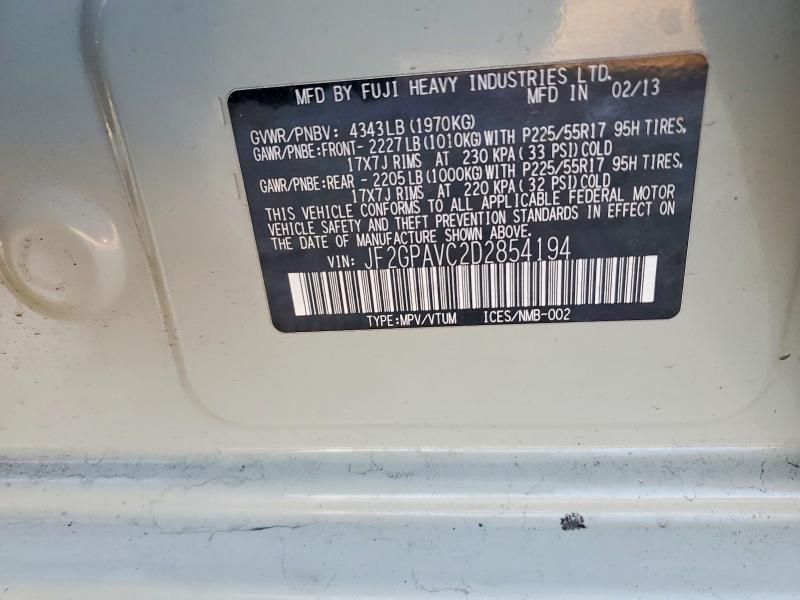 MFD BY FUJI HEAVY INDUSTRIES LTD.
MFD IN 02/13
GVWR/PNBV: 4343LB (1970KG)
GAWR/PNBE:FRONT- 2227LB (1010KG) WITH P225/55R17 95H TIRES,
17X7J RIMS AT 230 KPA (33 PSI) COLD
GAWR/PNBE:REAR - 2205LB (1000KG) WITH P225/55R17 95H TIRES,
17X7J RIMS AT 220 KPA (32 PSI) COLD
THIS VEHICLE CONFORMS TO ALL APPLICABLE FEDERAL MOTOR
VEHICLE SAFETY AND THEFT PREVENTION STANDARDS IN EFFECT ON
THE DATE OF MANUFACTURE SHOWN ABOVE.
VIN: JF2GPAVC2D2854194
TYPE:MPV/VTUM ICES/NMB-002